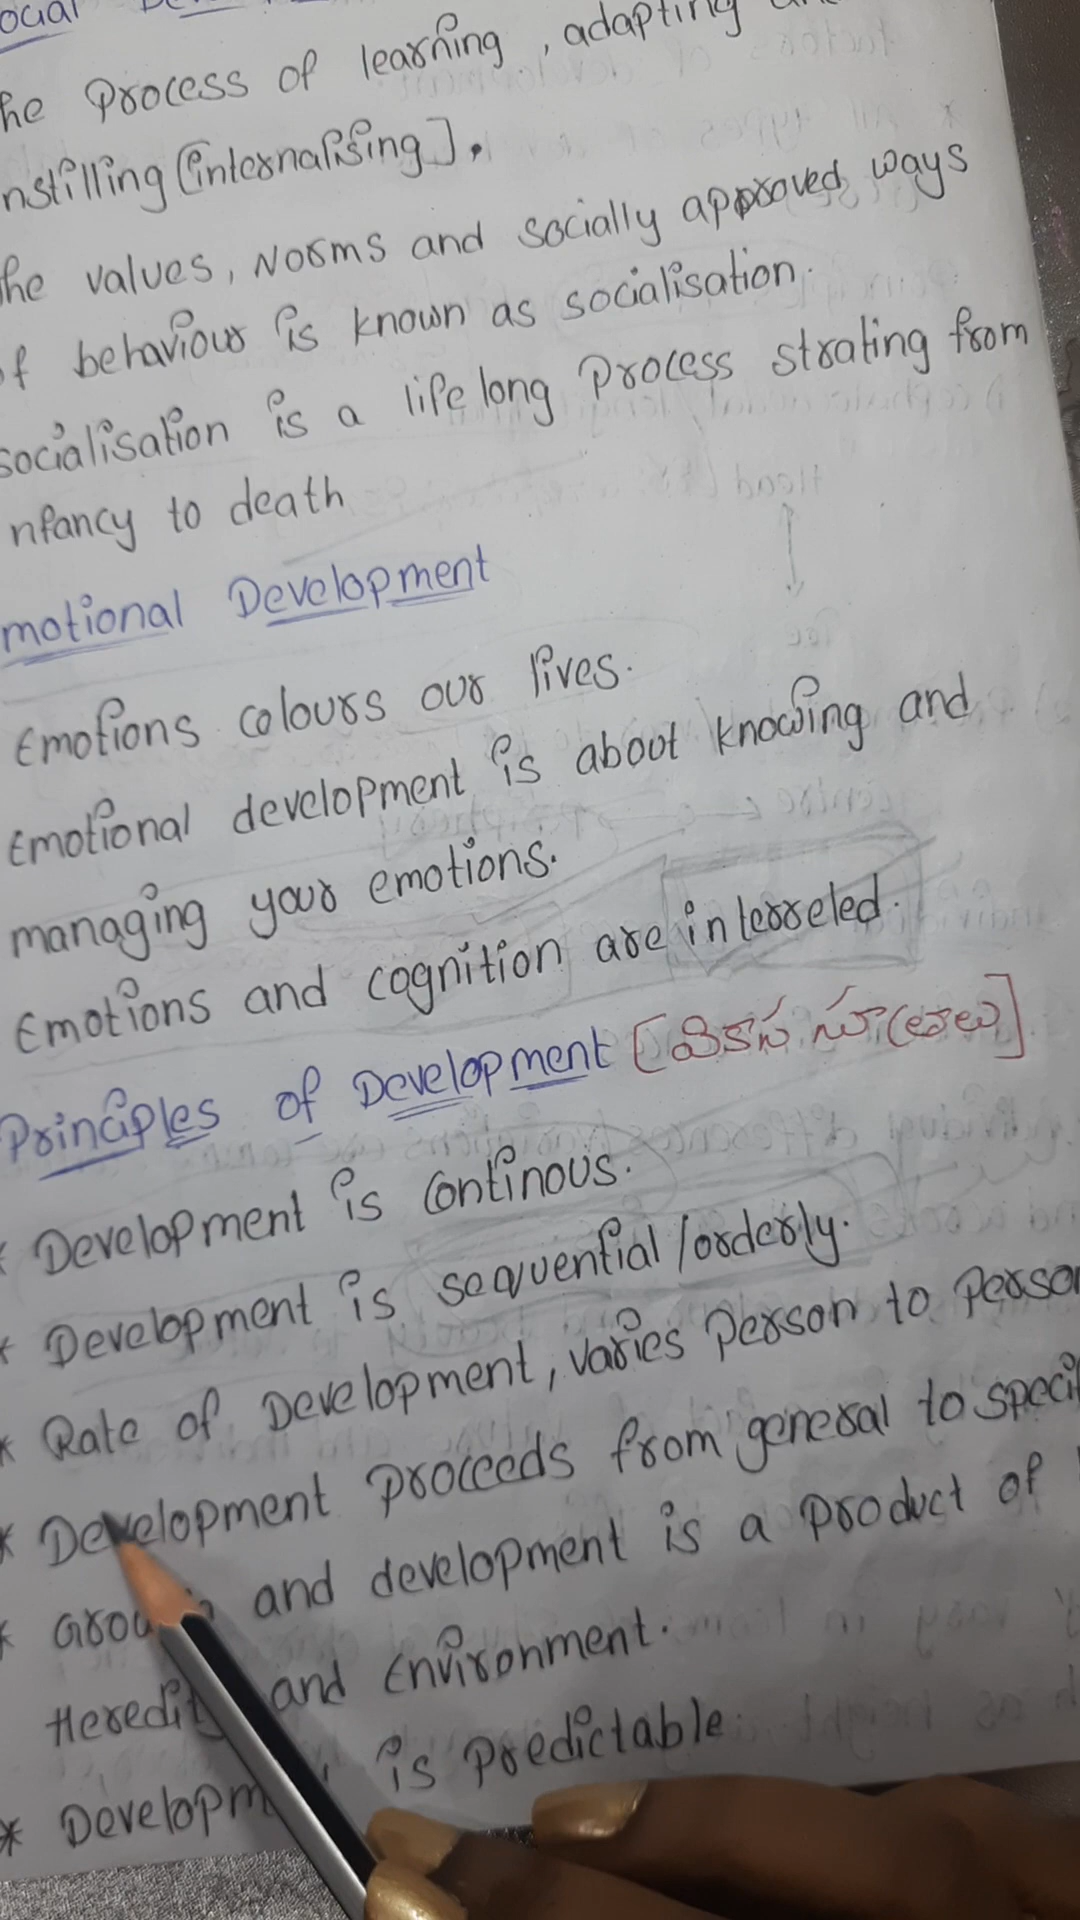 ocial
he Process of learning, adapting
nstilling [internalising].
he values, Norms and socially approved ways
of behaviour is known as socialisation.
socialisation is a life long Process strating from
nfancy to death
motional Development
Emotions colours our lives.
Emotional development is about knowing and
managing your emotions.
Emotions and cognition are interreled.
Principles of Development [వికాస సూత్రాలు]
* Development is Continous.
* Development is sequential/orderly.
* Rate of Development, varies Person to Person
* Development Proceeds from general to specif
* and development is a Product of
and Environment.
* Developm is Predictable